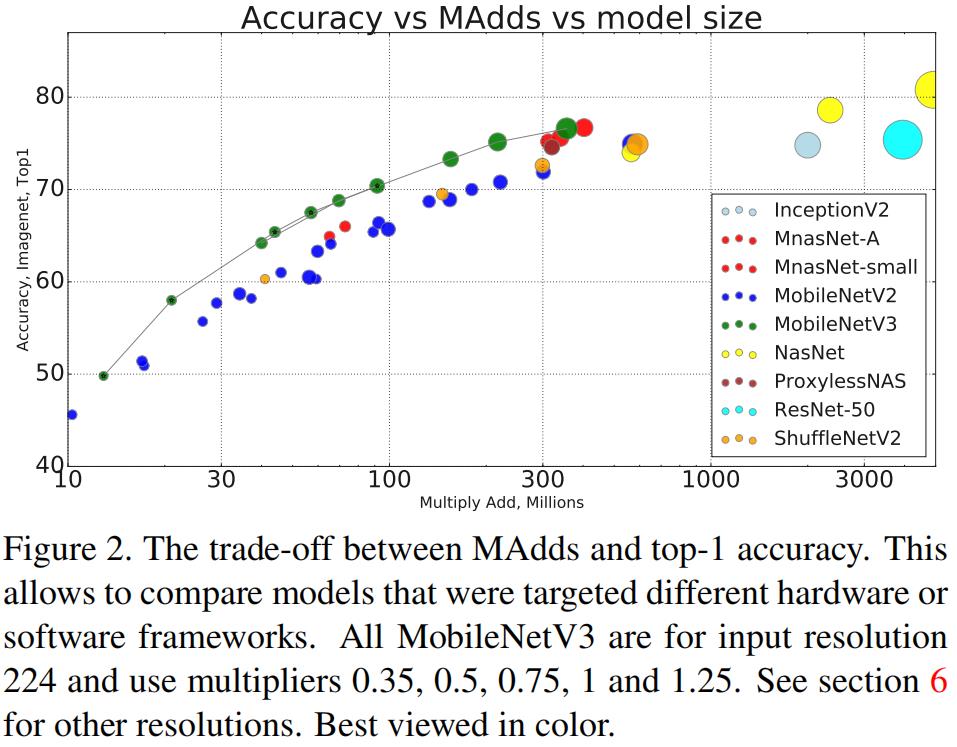 Accuracy vs MAdds vs model size
Accuracy, Imagenet, Top1
80
70
60
50
40
10
30
100
300
1000
3000
Multiply Add, Millions
InceptionV2
MnasNet-A
MnasNet-small
MobileNetV2
MobileNetV3
NasNet
ProxylessNAS
ResNet-50
ShuffleNetV2
Figure 2. The trade-off between MAdds and top-1 accuracy. This
allows to compare models that were targeted different hardware or
software frameworks. All MobileNetV3 are for input resolution
224 and use multipliers 0.35, 0.5, 0.75, 1 and 1.25. See section 6
for other resolutions. Best viewed in color.